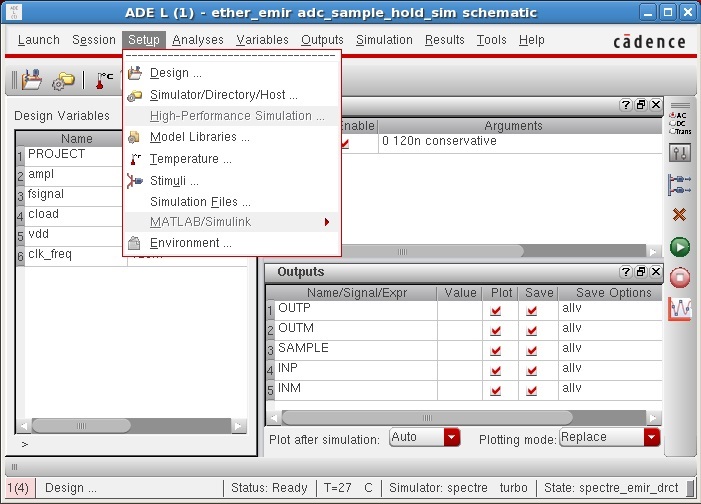 ADE L (1) - ether_emir adc_sample_hold_sim schematic
Launch Session Setup Analyses Variables Outputs Simulation Results Tools Help cādence
Design ...
Simulator/Directory/Host ...
High-Performance Simulation ...
Model Libraries ...
Temperature ...
Stimuli ...
Simulation Files ...
MATLAB/Simulink
Environment ...
°C
Design Variables
Name
1 PROJECT
2 ampl
3 fsignal
4 cload
5 vdd
6 clk_freq
>
Enable Arguments
0 120n conservative
AC
DC
Trans
Outputs
Name/Signal/Expr Value Plot Save Save Options
1 OUTP allv
2 OUTM allv
3 SAMPLE allv
4 INP allv
5 INM allv
Plot after simulation: Auto Plotting mode: Replace
1(4) Design ... Status: Ready T=27 C Simulator: spectre turbo State: spectre_emir_drct